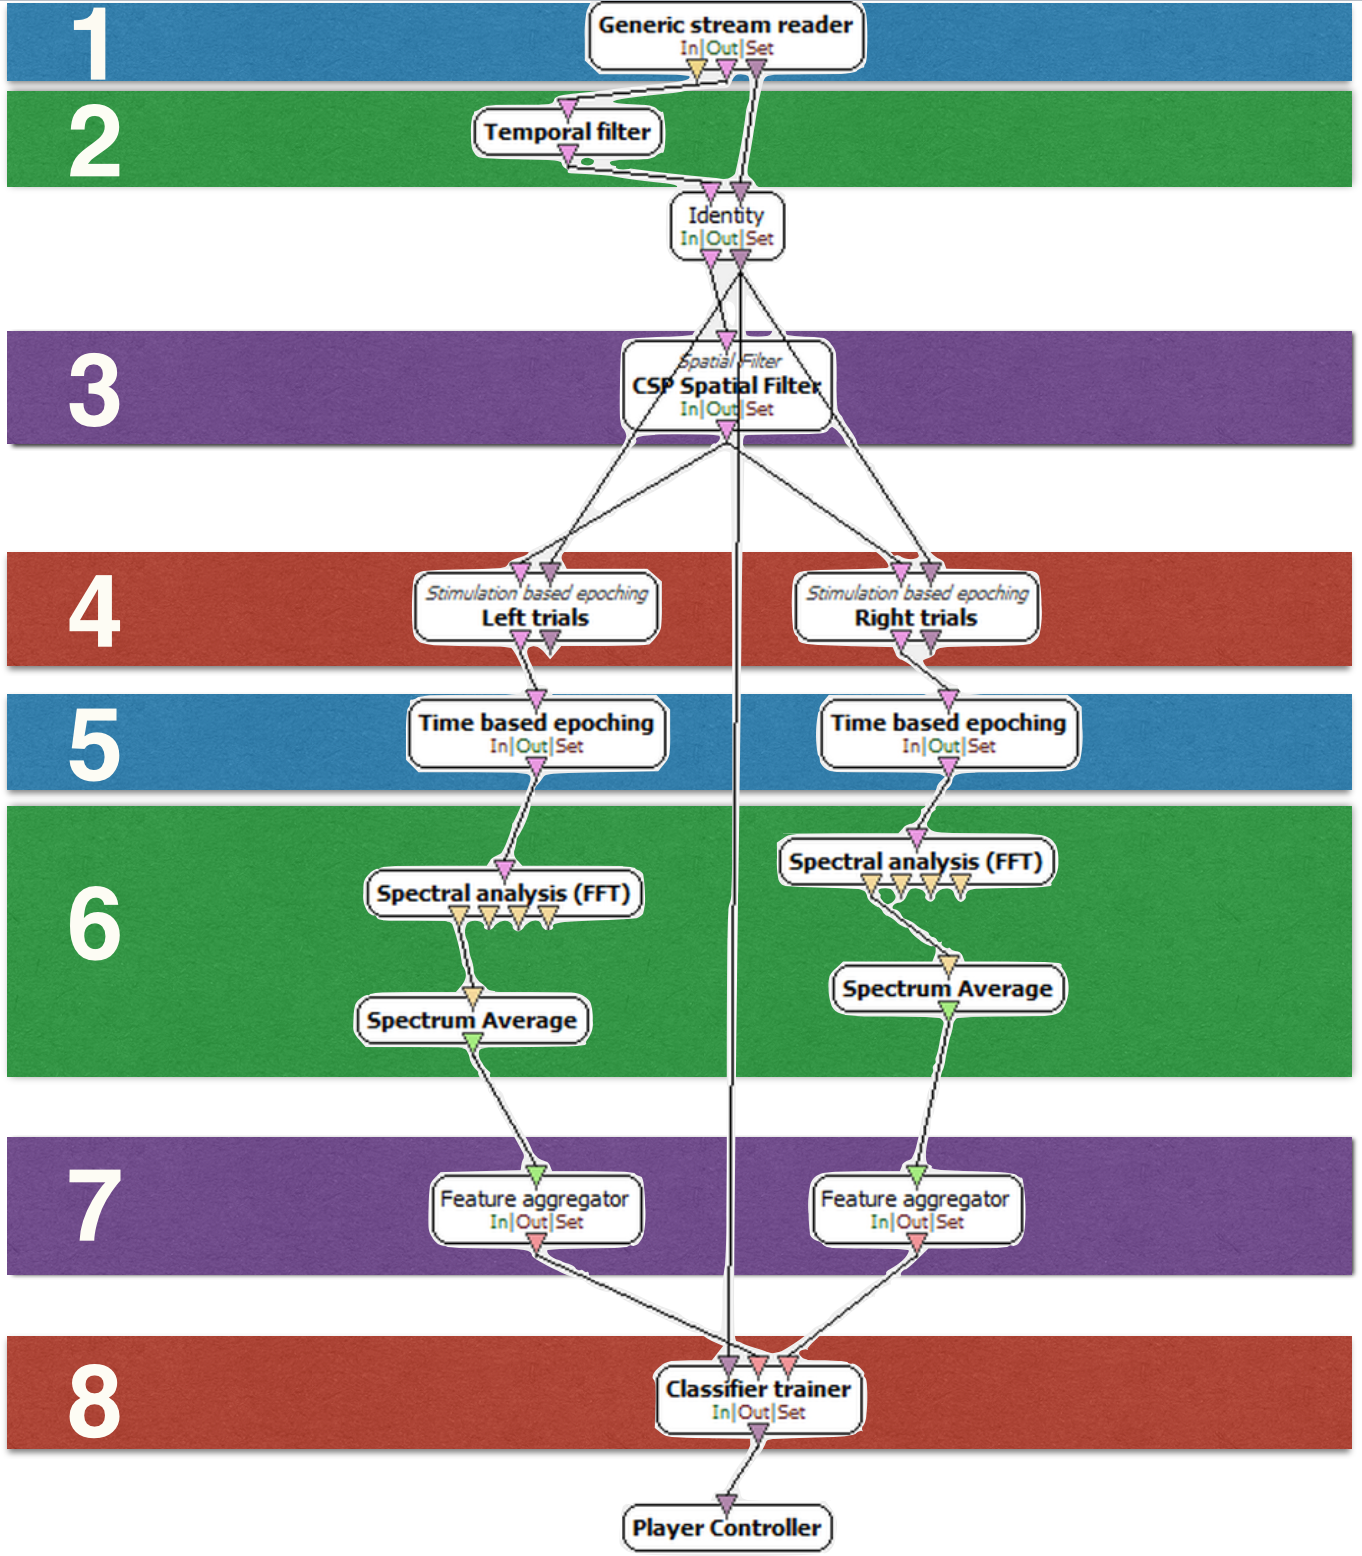 1
Generic stream reader
In|Out|Set
2
Temporal filter
Identity
In|Out|Set
3
Spatial Filter
CSP Spatial Filter
In|Out|Set
4
Stimulation based epoching
Left trials
Stimulation based epoching
Right trials
5
Time based epoching
In|Out|Set
Time based epoching
In|Out|Set
6
Spectral analysis (FFT)
Spectrum Average
Spectral analysis (FFT)
Spectrum Average
7
Feature aggregator
In|Out|Set
Feature aggregator
In|Out|Set
8
Classifier trainer
In|Out|Set
Player Controller